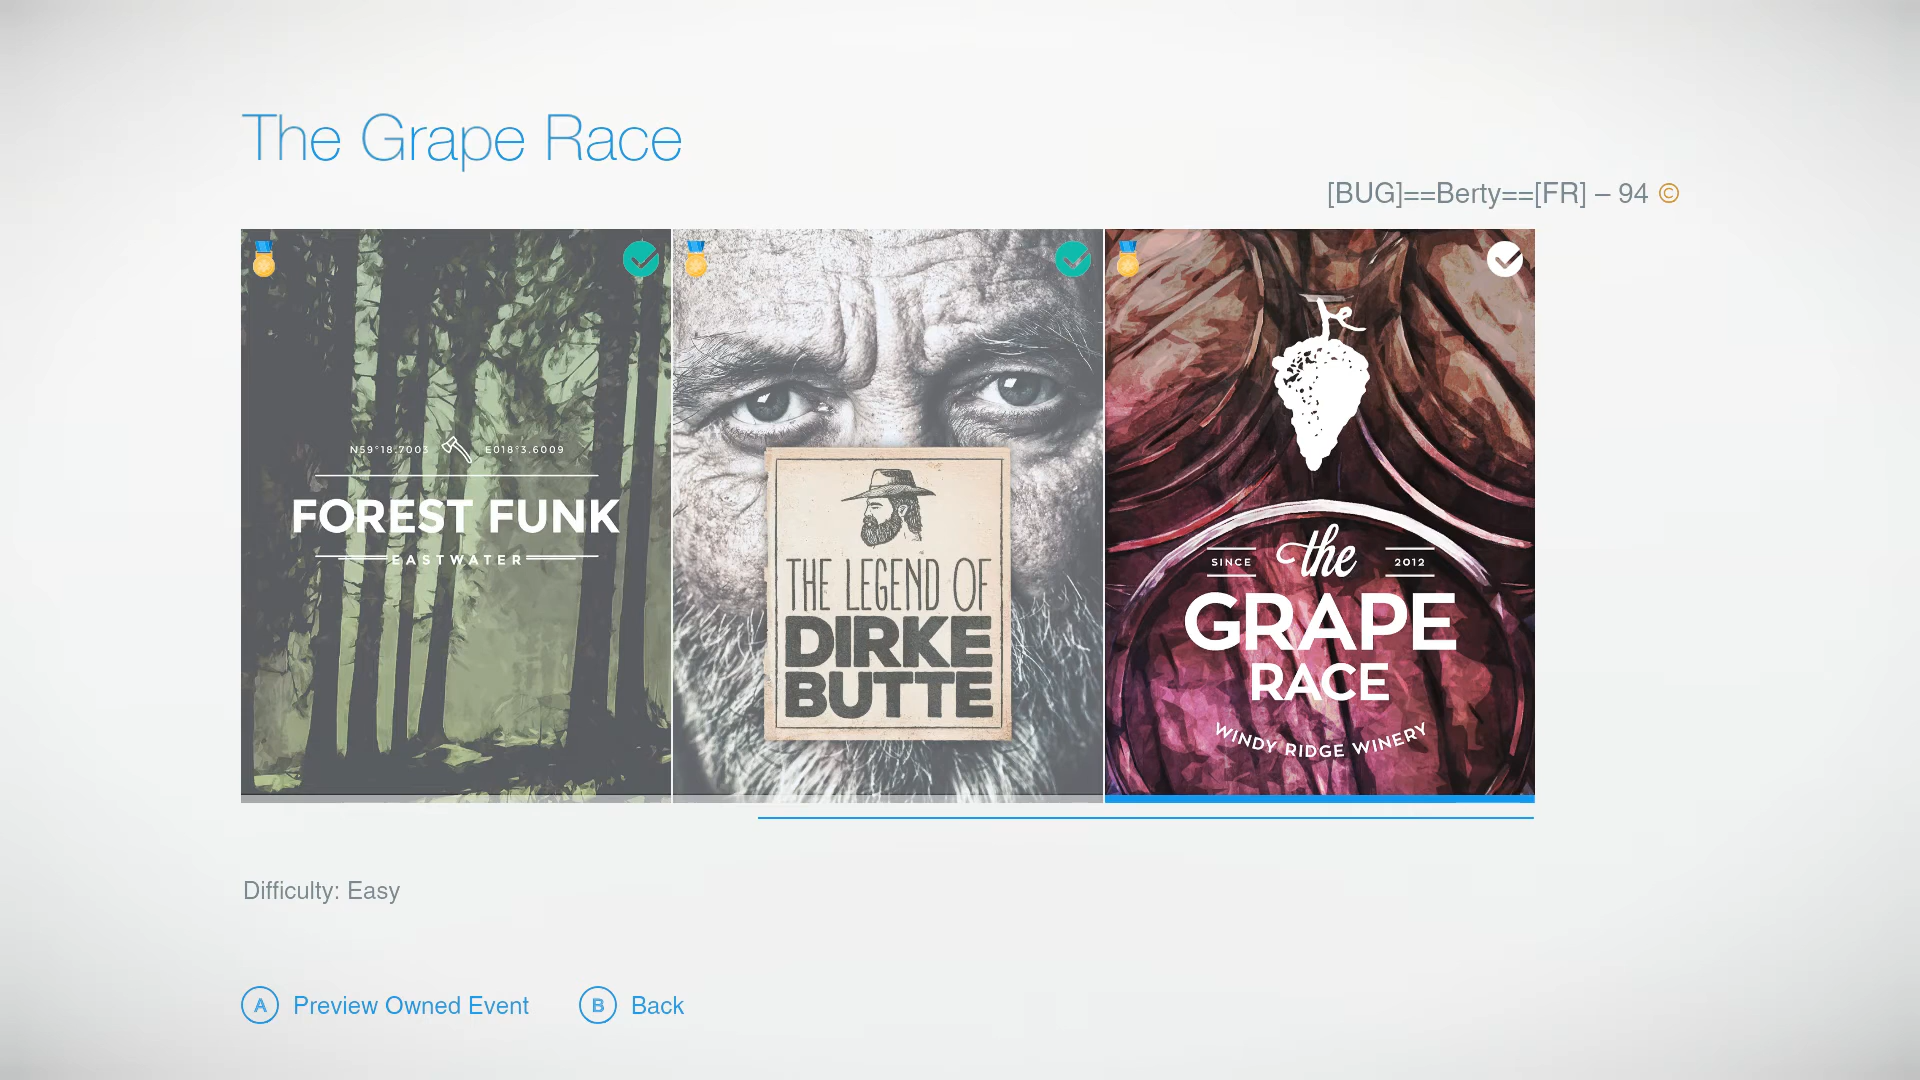 The Grape Race
[BUG]==Berty==[FR] – 94 ©
N59°18.7003 E018°3.6009
FOREST FUNK
EASTWATER
THE LEGEND OF
DIRKE
BUTTE
SINCE the 2012
GRAPE
RACE
WINDY RIDGE WINERY
Difficulty: Easy
A Preview Owned Event B Back